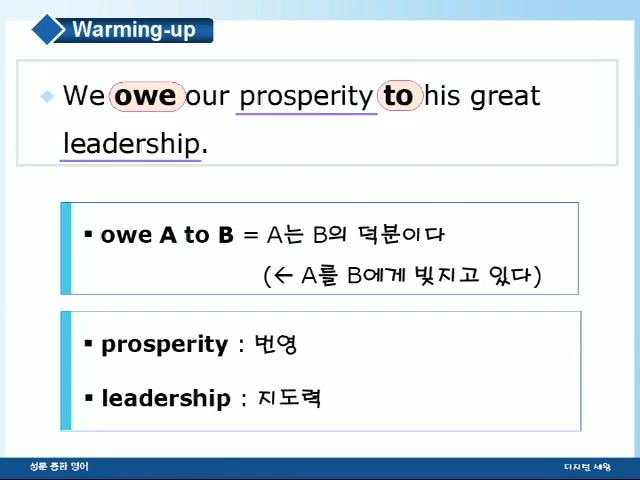 Warming-up
We owe our prosperity to his great
leadership.
▪ owe A to B = A는 B의 덕분이다
(← A를 B에게 빚지고 있다)
▪ prosperity : 번영
▪ leadership : 지도력
성문 종합 영어
디지털 세상